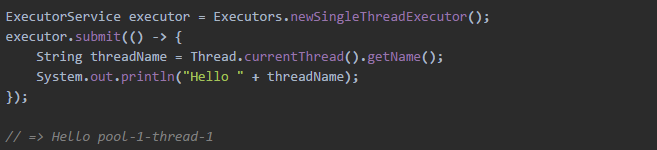 ExecutorService executor = Executors.newSingleThreadExecutor();
executor.submit(() -> {
    String threadName = Thread.currentThread().getName();
    System.out.println("Hello " + threadName);
});

// => Hello pool-1-thread-1